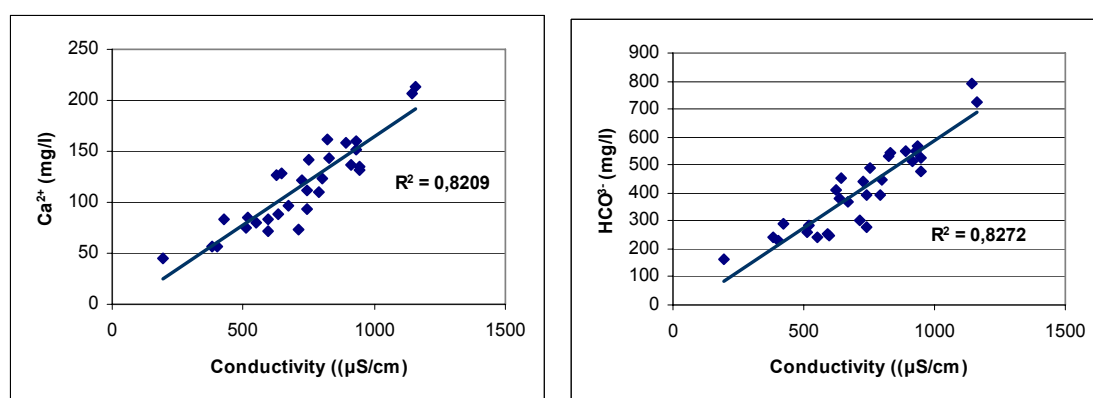 250
200
150
100
50
0
0 500 1000 1500
Ca²⁺ (mg/l)
R² = 0,8209
Conductivity ((µS/cm)
900
800
700
600
500
400
300
200
100
0
0 500 1000 1500
HCO³⁻ (mg/l)
R² = 0,8272
Conductivity ((µS/cm)